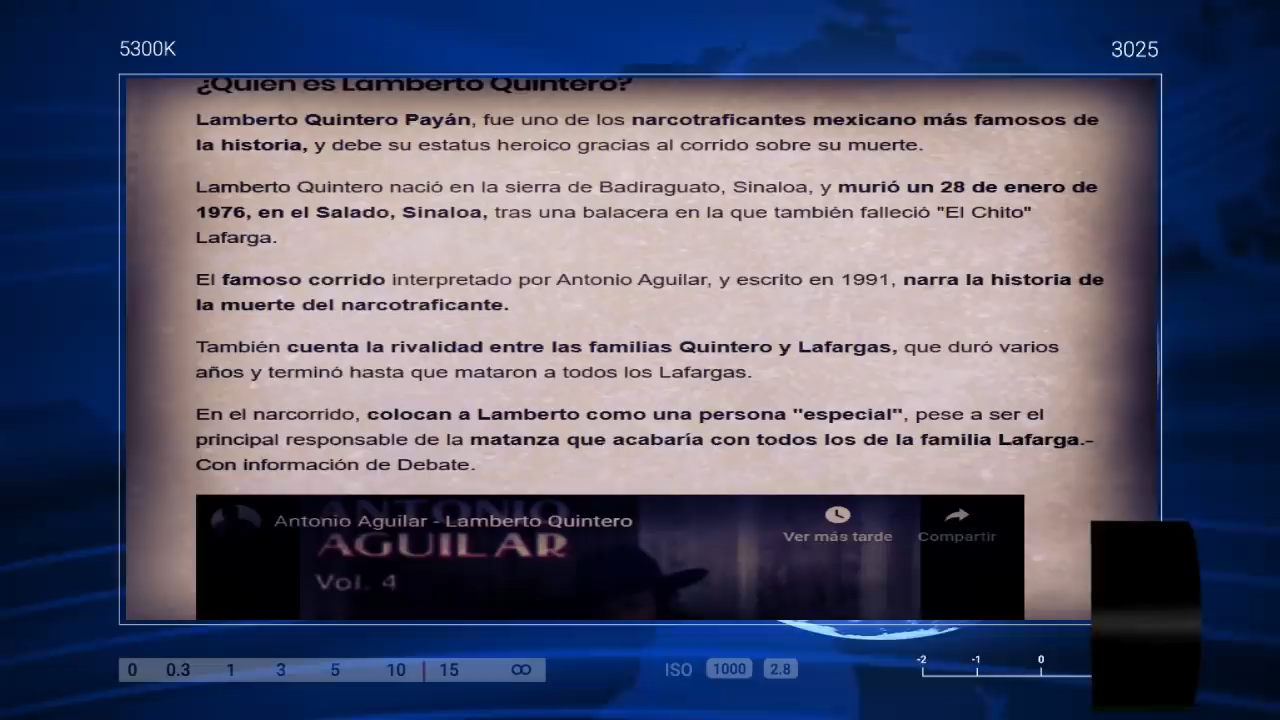 5300K
3025
¿Quién es Lamberto Quintero?
Lamberto Quintero Payán, fue uno de los narcotraficantes mexicano más famosos de
la historia, y debe su estatus heroico gracias al corrido sobre su muerte.
Lamberto Quintero nació en la sierra de Badiraguato, Sinaloa, y murió un 28 de enero de
1976, en el Salado, Sinaloa, tras una balacera en la que también falleció "El Chito"
Lafarga.
El famoso corrido interpretado por Antonio Aguilar, y escrito en 1991, narra la historia de
la muerte del narcotraficante.
También cuenta la rivalidad entre las familias Quintero y Lafargas, que duró varios
años y terminó hasta que mataron a todos los Lafargas.
En el narcorrido, colocan a Lamberto como una persona "especial", pese a ser el
principal responsable de la matanza que acabaría con todos los de la familia Lafarga.-
Con información de Debate.
ANTONIO
Antonio Aguilar - Lamberto Quintero
Ver más tarde
Compartir
AGUILAR
Vol. 4
0 0.3 1 3 5 10 15 ∞
ISO 1000 2.8
-2 -1 0